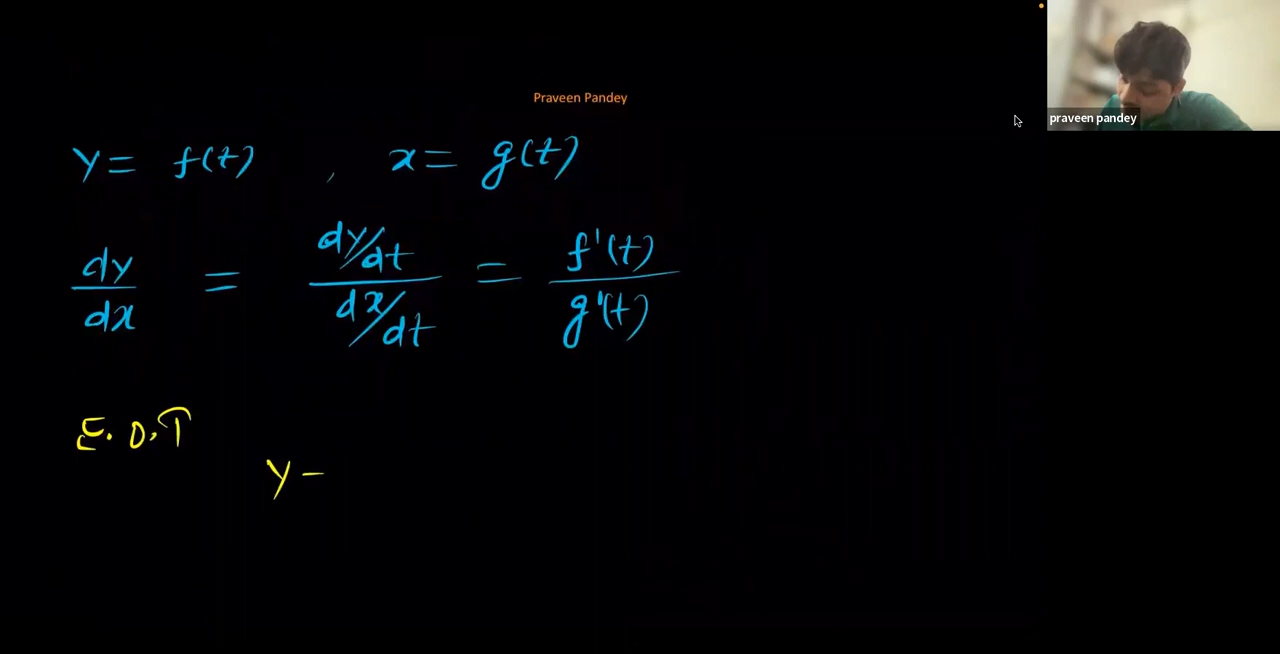 Praveen Pandey
praveen pandey
y = f(t) , x = g(t)
dy/dx = (dy/dt)/(dx/dt) = f'(t)/g'(t)
E.O.T
y -